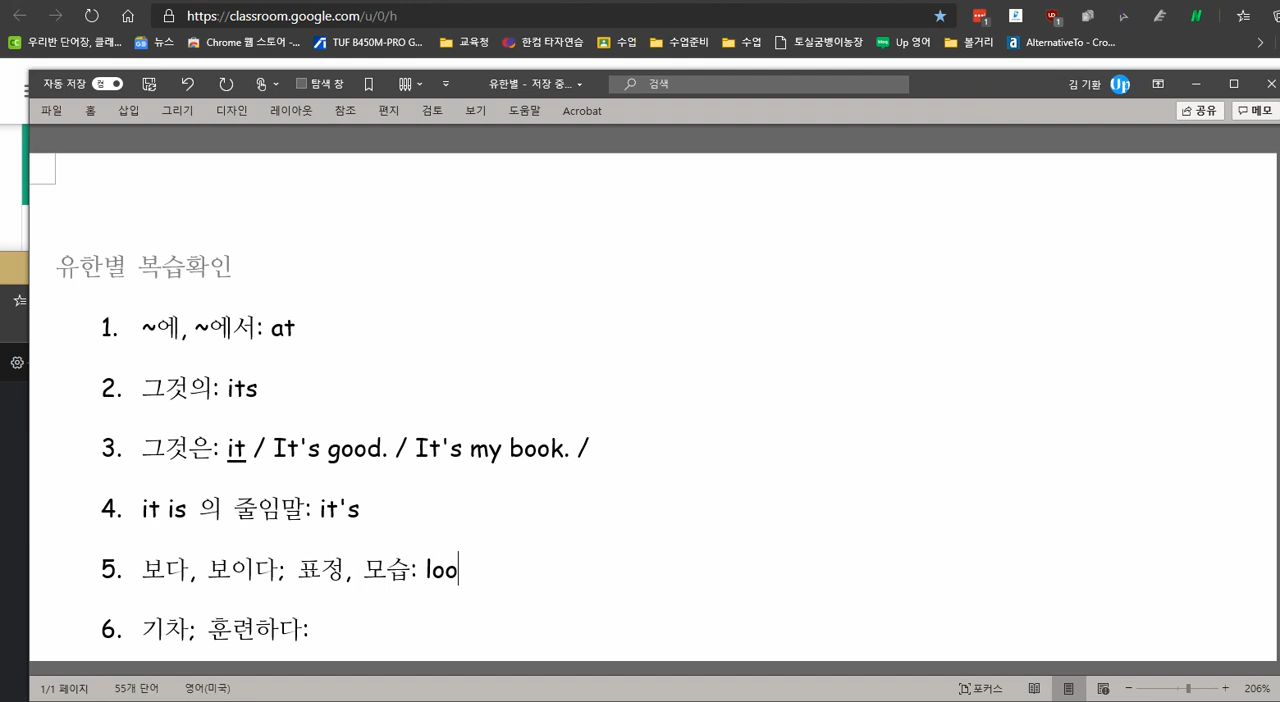 https://classroom.google.com/u/0/h
우리반 단어장, 클래... 뉴스 Chrome 웹 스토어 -... TUF B450M-PRO G... 교육청 한컴 타자연습 수업 수업준비 수업 토실궁뱅이농장 Up 영어 볼거리 AlternativeTo - Cro...
자동 저장 켬 탐색 창 유한별 - 저장 중... 검색 김 기환 Up
파일 홈 삽입 그리기 디자인 레이아웃 참조 편지 검토 보기 도움말 Acrobat 공유 메모
유한별 복습확인
1. ~에, ~에서: at
2. 그것의: its
3. 그것은: it / It's good. / It's my book. /
4. it is 의 줄임말: it's
5. 보다, 보이다; 표정, 모습: loo
6. 기차; 훈련하다:
1/1 페이지 55개 단어 영어(미국) 포커스 206%